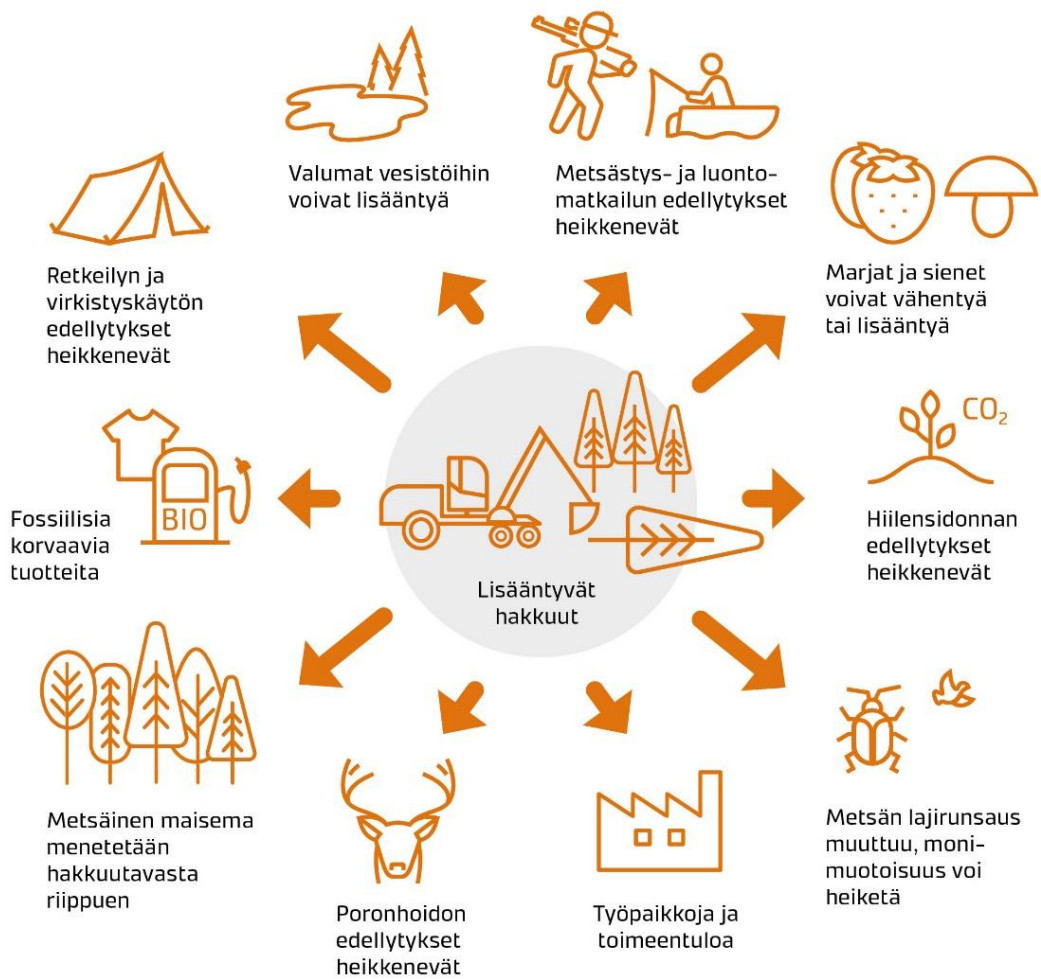 Valumat vesistöihin
voivat lisääntyä
Metsästys- ja luonto-
matkailun edellytykset
heikkenevät
Marjat ja sienet
voivat vähentyä
tai lisääntyä
Retkeilyn ja
virkistyskäytön
edellytykset
heikkenevät
CO₂
Hiilensidonnan
edellytykset
heikkenevät
BIO
Fossiilisia
korvaavia
tuotteita
Lisääntyvät
hakkuut
Metsäinen maisema
menetetään
hakkuutavasta
riippuen
Poronhoidon
edellytykset
heikkenevät
Työpaikkoja ja
toimeentuloa
Metsän lajirunsaus
muuttuu, moni-
muotoisuus voi
heiketä